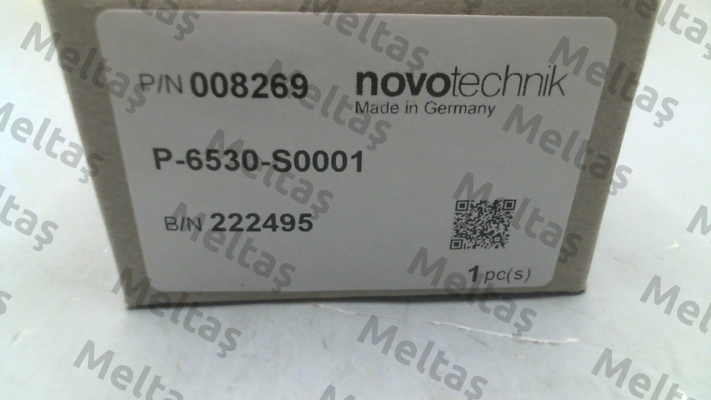 P/N 008269
novotechnik
Made in Germany
P-6530-S0001
B/N 222495
1 pc(s)
Meltaş